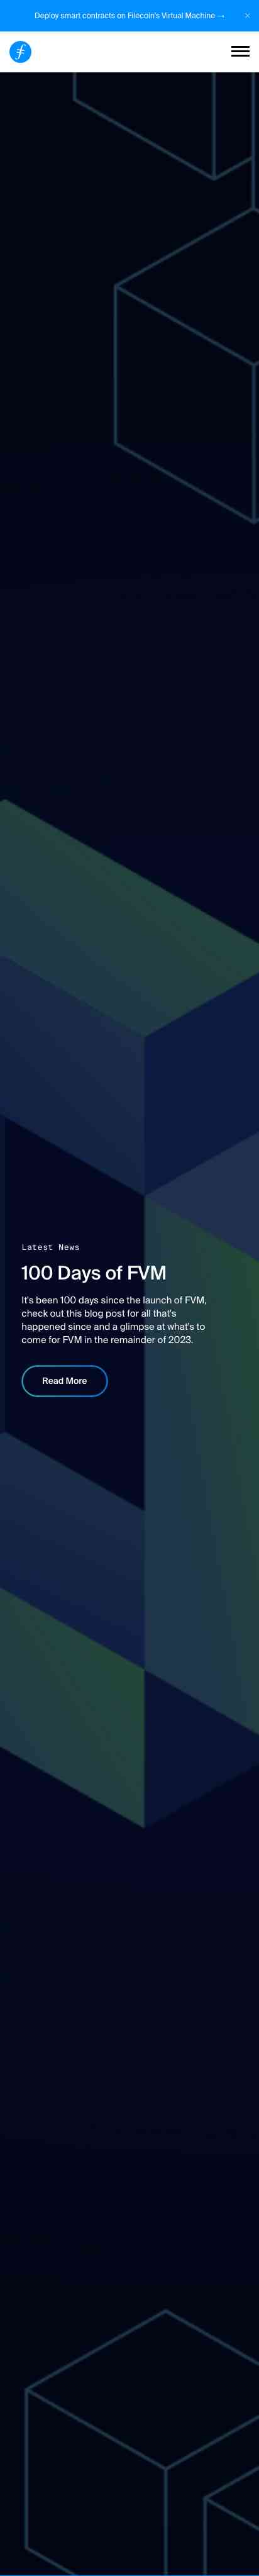 Deploy smart contracts on Filecoin's Virtual Machine →
Latest News
100 Days of FVM
It's been 100 days since the launch of FVM,
check out this blog post for all that's
happened since and a glimpse at what's to
come for FVM in the remainder of 2023.
Read More